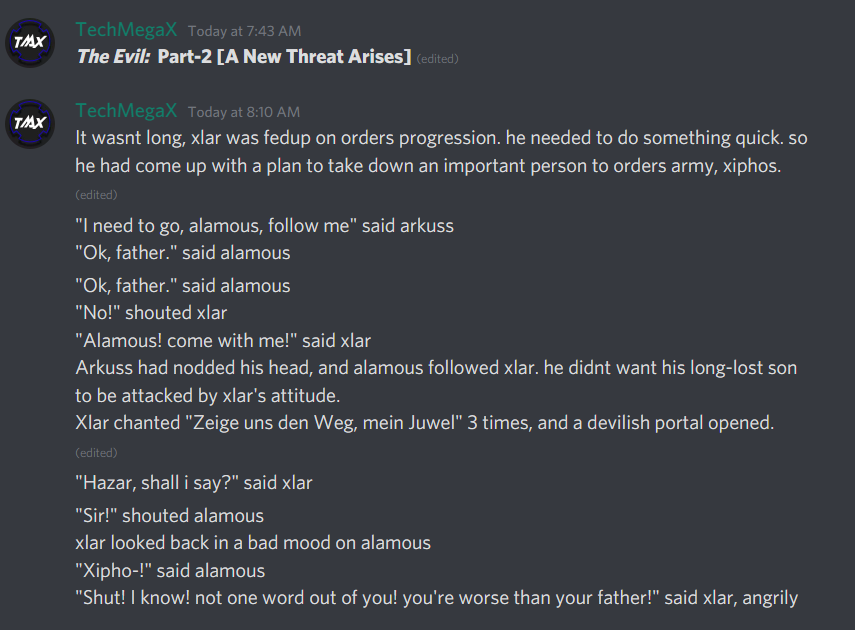 TMX
TechMegaX Today at 7:43 AM
The Evil: Part-2 [A New Threat Arises] (edited)
TMX
TechMegaX Today at 8:10 AM
It wasnt long, xlar was fedup on orders progression. he needed to do something quick. so
he had come up with a plan to take down an important person to orders army, xiphos.
(edited)
"I need to go, alamous, follow me" said arkuss
"Ok, father." said alamous
"Ok, father." said alamous
"No!" shouted xlar
"Alamous! come with me!" said xlar
Arkuss had nodded his head, and alamous followed xlar. he didnt want his long-lost son
to be attacked by xlar's attitude.
Xlar chanted "Zeige uns den Weg, mein Juwel" 3 times, and a devilish portal opened.
(edited)
"Hazar, shall i say?" said xlar
"Sir!" shouted alamous
xlar looked back in a bad mood on alamous
"Xipho-!" said alamous
"Shut! I know! not one word out of you! you're worse than your father!" said xlar, angrily